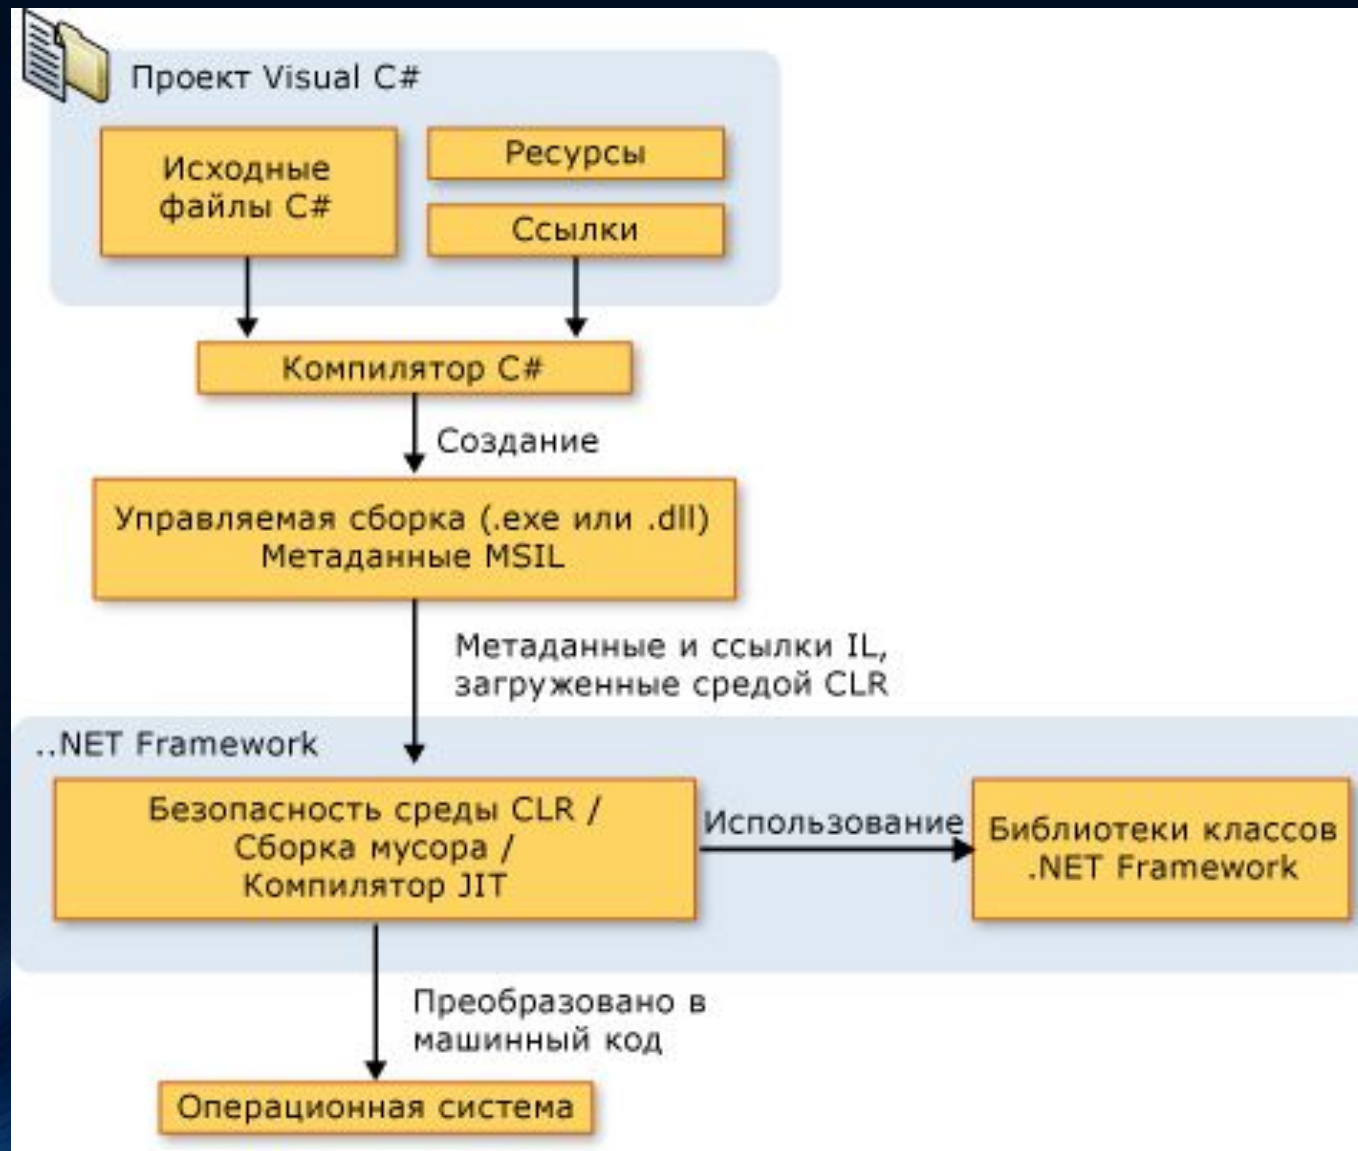 Проект Visual C#
Исходные
файлы C#
Ресурсы
Ссылки
Компилятор C#
Создание
Управляемая сборка (.exe или .dll)
Метаданные MSIL
Метаданные и ссылки IL,
загруженные средой CLR
..NET Framework
Безопасность среды CLR /
Сборка мусора /
Компилятор JIT
Использование
Библиотеки классов
.NET Framework
Преобразовано в
машинный код
Операционная система